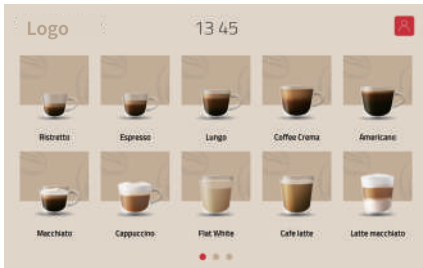 Logo
13 45
Ristretto
Espresso
Lungo
Coffee Crema
Americano
Macchiato
Cappuccino
Flat White
Cafe latte
Latte macchiato